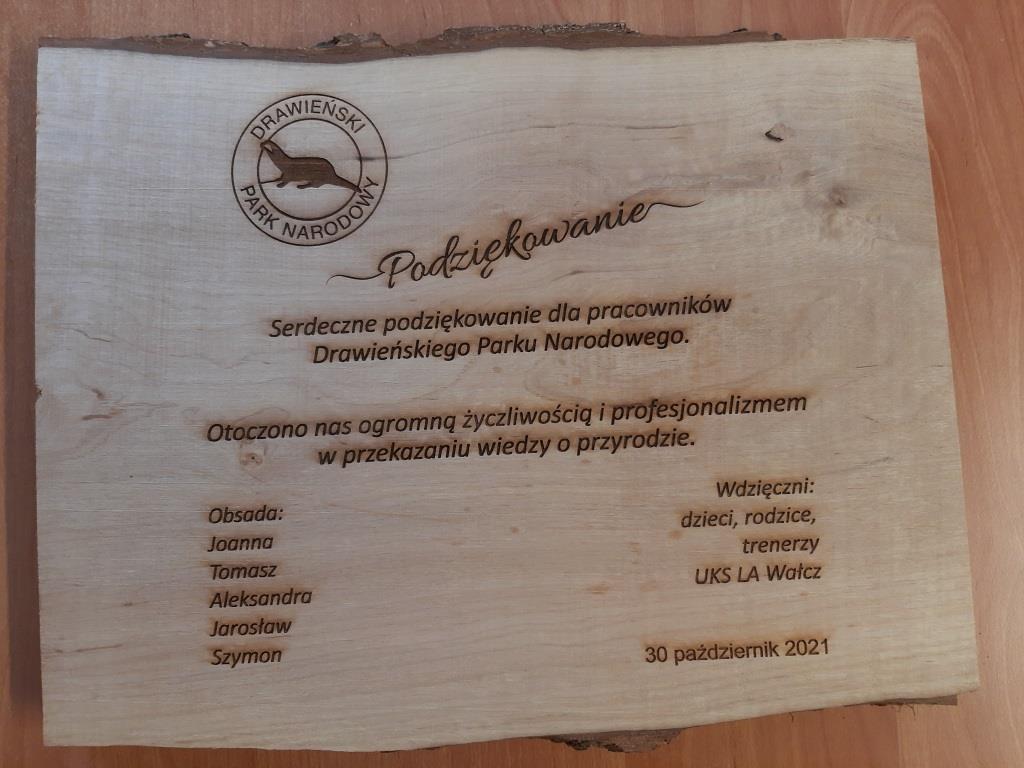 DRAWIEŃSKI
PARK NARODOWY
Podziękowanie
Serdeczne podziękowanie dla pracowników
Drawieńskiego Parku Narodowego.
Otoczono nas ogromną życzliwością i profesjonalizmem
w przekazaniu wiedzy o przyrodzie.
Obsada:
Joanna
Tomasz
Aleksandra
Jarosław
Szymon
Wdzięczni:
dzieci, rodzice,
trenerzy
UKS LA Wałcz
30 październik 2021